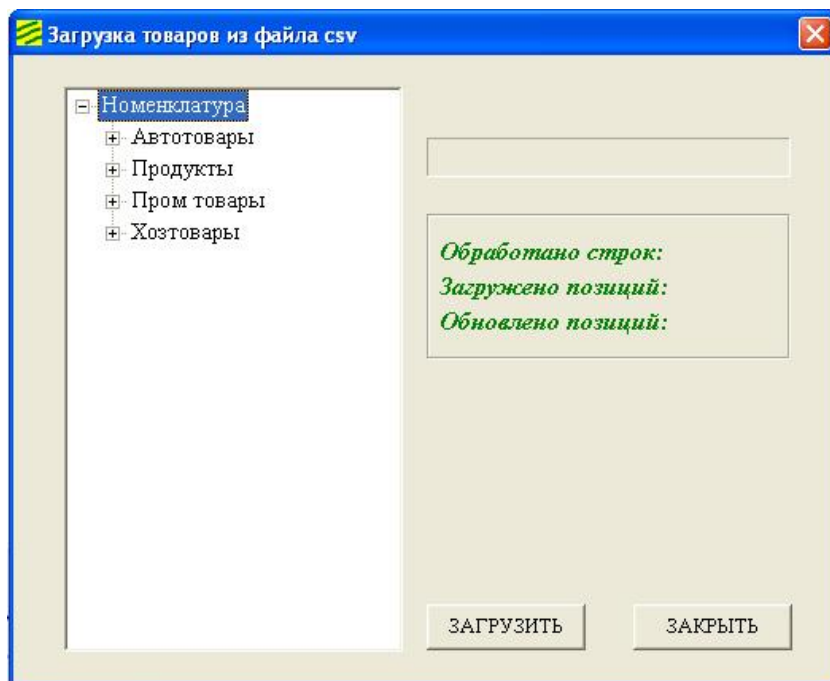 Загрузка товаров из файла csv
Номенклатура
Автотовары
Продукты
Пром товары
Хозтовары
Обработано строк:
Загружено позиций:
Обновлено позиций:
ЗАГРУЗИТЬ
ЗАКРЫТЬ